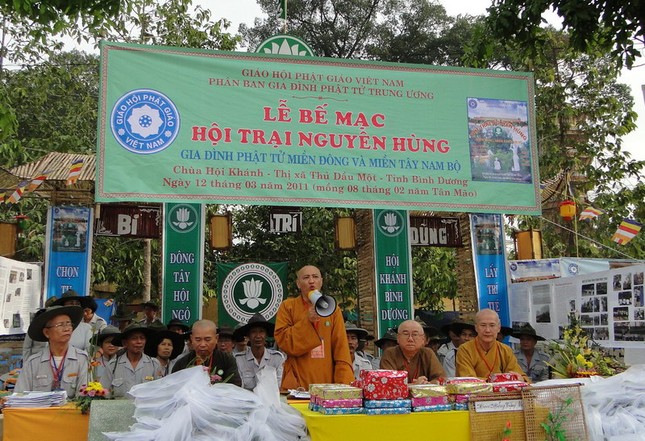 GIÁO HỘI PHẬT GIÁO VIỆT NAM
PHÂN BAN GIA ĐÌNH PHẬT TỬ TRUNG ƯƠNG
LỄ BẾ MẠC
HỘI TRẠI NGUYÊN HÙNG
GIA ĐÌNH PHẬT TỬ MIỀN ĐÔNG VÀ MIỀN TÂY NAM BỘ
Chùa Hội Khánh - Thị xã Thủ Dầu Một - Tỉnh Bình Dương
Ngày 12 tháng 03 năm 2011 (mồng 08 tháng 02 năm Tân Mão)
GIÁO HỘI PHẬT GIÁO
VIỆT NAM
BI
TRÍ
DŨNG
CHỌN
ĐÔNG
TÂY
HỘI
NGỘ
HỘI
KHÁNH
BÌNH
DƯƠNG
LẤY